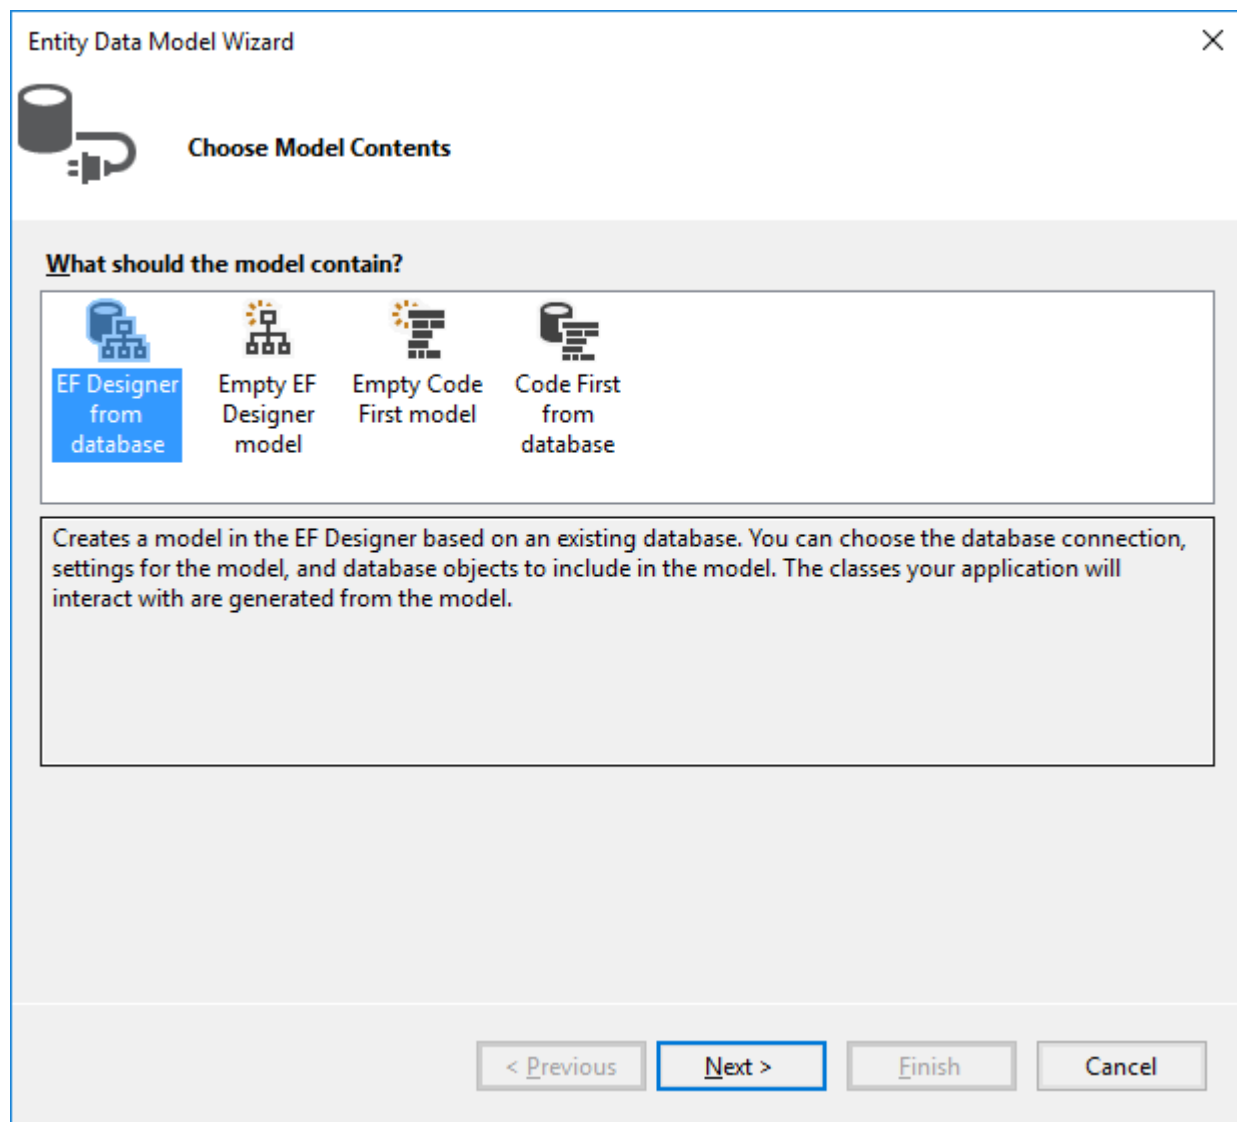 Entity Data Model Wizard
Choose Model Contents
What should the model contain?
EF Designer
from
database
Empty EF
Designer
model
Empty Code
First model
Code First
from
database
Creates a model in the EF Designer based on an existing database. You can choose the database connection,
settings for the model, and database objects to include in the model. The classes your application will
interact with are generated from the model.
< Previous
Next >
Finish
Cancel